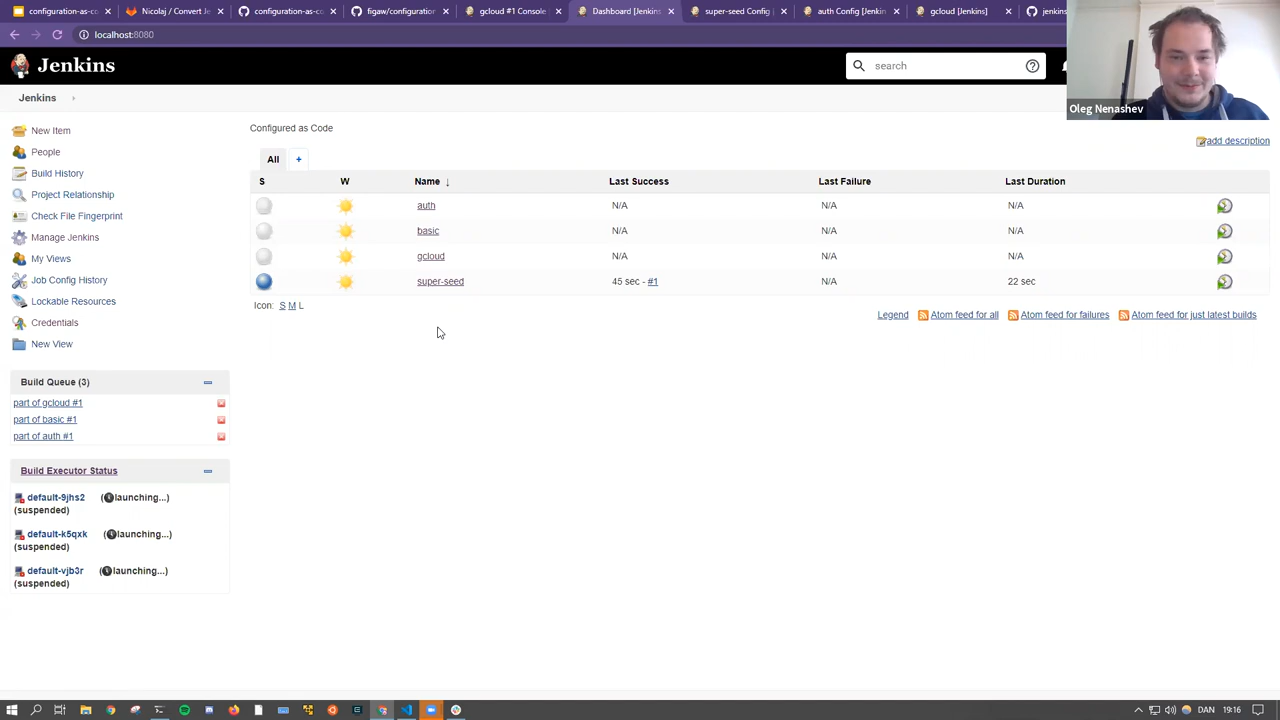 configuration-as-co
Nicolaj / Convert Je
configuration-as-co
figaw/configuration
gcloud #1 Console
Dashboard [Jenkins
super-seed Config [
auth Config [Jenkin
gcloud [Jenkins]
jenkins
localhost:8080
Jenkins
search
Oleg Nenashev
Jenkins
New Item
People
Build History
Project Relationship
Check File Fingerprint
Manage Jenkins
My Views
Job Config History
Lockable Resources
Credentials
New View
Configured as Code
add description
All +
S W Name ↓ Last Success Last Failure Last Duration
auth N/A N/A N/A
basic N/A N/A N/A
gcloud N/A N/A N/A
super-seed 45 sec - #1 N/A 22 sec
Icon: S M L
Legend Atom feed for all Atom feed for failures Atom feed for just latest builds
Build Queue (3)
part of gcloud #1
part of basic #1
part of auth #1
Build Executor Status
default-9jhs2 (launching...)
(suspended)
default-k5qxk (launching...)
(suspended)
default-vjb3r (launching...)
(suspended)
DAN 19:16